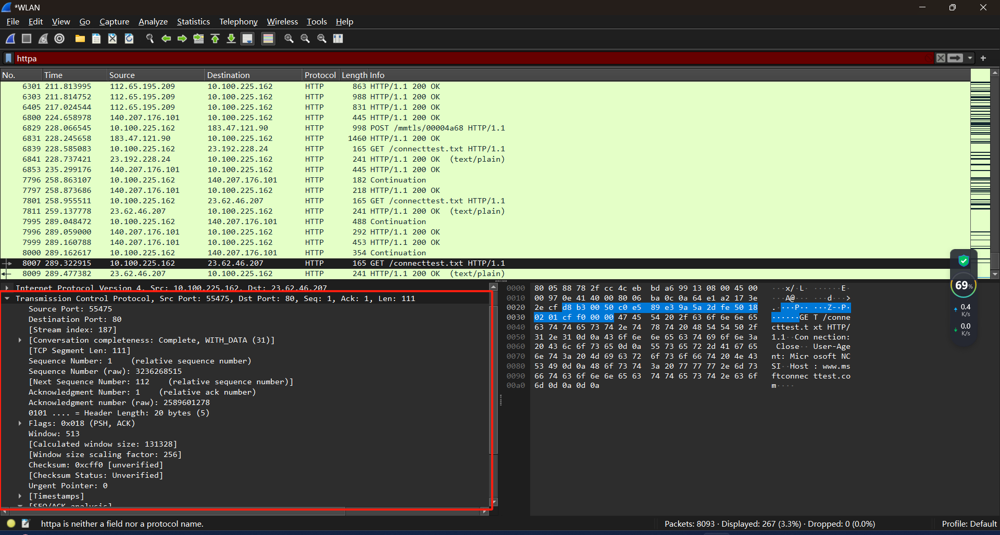 *WLAN
File Edit View Go Capture Analyze Statistics Telephony Wireless Tools Help
httpa
No. Time Source Destination Protocol Length Info
6301 211.813995 112.65.195.209 10.100.225.162 HTTP 863 HTTP/1.1 200 OK
6303 211.814752 112.65.195.209 10.100.225.162 HTTP 988 HTTP/1.1 200 OK
6405 217.024544 112.65.195.209 10.100.225.162 HTTP 831 HTTP/1.1 200 OK
6800 224.658978 140.207.176.101 10.100.225.162 HTTP 445 HTTP/1.1 200 OK
6829 228.066545 10.100.225.162 183.47.121.90 HTTP 998 POST /mmtls/00004a68 HTTP/1.1
6831 228.245658 183.47.121.90 10.100.225.162 HTTP 1460 HTTP/1.1 200 OK
6839 228.585083 10.100.225.162 23.192.228.24 HTTP 165 GET /connecttest.txt HTTP/1.1
6841 228.737421 23.192.228.24 10.100.225.162 HTTP 241 HTTP/1.1 200 OK (text/plain)
6853 235.299176 140.207.176.101 10.100.225.162 HTTP 445 HTTP/1.1 200 OK
7796 258.863107 10.100.225.162 140.207.176.101 HTTP 182 Continuation
7797 258.873686 140.207.176.101 10.100.225.162 HTTP 218 HTTP/1.1 200 OK
7801 258.955511 10.100.225.162 23.62.46.207 HTTP 165 GET /connecttest.txt HTTP/1.1
7811 259.137778 23.62.46.207 10.100.225.162 HTTP 241 HTTP/1.1 200 OK (text/plain)
7995 289.048472 10.100.225.162 140.207.176.101 HTTP 488 Continuation
7996 289.059000 140.207.176.101 10.100.225.162 HTTP 292 HTTP/1.1 200 OK
7999 289.160788 140.207.176.101 10.100.225.162 HTTP 453 HTTP/1.1 200 OK
8000 289.162617 10.100.225.162 140.207.176.101 HTTP 354 Continuation
8007 289.322915 10.100.225.162 23.62.46.207 HTTP 165 GET /connecttest.txt HTTP/1.1
8009 289.477382 23.62.46.207 10.100.225.162 HTTP 241 HTTP/1.1 200 OK (text/plain)
Internet Protocol Version 4, Src: 10.100.225.162, Dst: 23.62.46.207
Transmission Control Protocol, Src Port: 55475, Dst Port: 80, Seq: 1, Ack: 1, Len: 111
Source Port: 55475
Destination Port: 80
[Stream index: 187]
[Conversation completeness: Complete, WITH_DATA (31)]
[TCP Segment Len: 111]
Sequence Number: 1 (relative sequence number)
Sequence Number (raw): 3236268515
[Next Sequence Number: 112 (relative sequence number)]
Acknowledgment Number: 1 (relative ack number)
Acknowledgment number (raw): 2589601278
0101 .... = Header Length: 20 bytes (5)
Flags: 0x018 (PSH, ACK)
Window: 513
[Calculated window size: 131328]
[Window size scaling factor: 256]
Checksum: 0xcff0 [unverified]
[Checksum Status: Unverified]
Urgent Pointer: 0
[Timestamps]
[SEQ/ACK analysis]
0000 80 05 88 78 2f cc 4c eb bd a6 99 13 08 00 45 00 ···x/·L· ······E·
0010 00 97 0e 41 40 00 80 06 ba 0c 0a 64 e1 a2 17 3e ···A@··· ···d···>
0020 2e cf d8 b3 00 50 c0 e5 89 e3 9a 5a 2d fe 50 18 .····P·· ···Z-·P·
0030 02 01 cf f0 00 00 47 45 54 20 2f 63 6f 6e 6e 65 ······GE T /conne
0040 63 74 74 65 73 74 2e 74 78 74 20 48 54 54 50 2f cttest.t xt HTTP/
0050 31 2e 31 0d 0a 43 6f 6e 6e 65 63 74 69 6f 6e 3a 1.1··Con nection:
0060 20 43 6c 6f 73 65 0d 0a 55 73 65 72 2d 41 67 65 Close·· User-Age
0070 6e 74 3a 20 4d 69 63 72 6f 73 6f 66 74 20 4e 43 nt: Micr osoft NC
0080 53 49 0d 0a 48 6f 73 74 3a 20 77 77 77 2e 6d 73 SI··Host : www.ms
0090 66 74 63 6f 6e 6e 65 63 74 74 65 73 74 2e 63 6f ftconnec ttest.co
00a0 6d 0d 0a 0d 0a m····
69%
0.4
K/s
0.0
K/s
httpa is neither a field nor a protocol name.
Packets: 8093 · Displayed: 267 (3.3%) · Dropped: 0 (0.0%)
Profile: Default